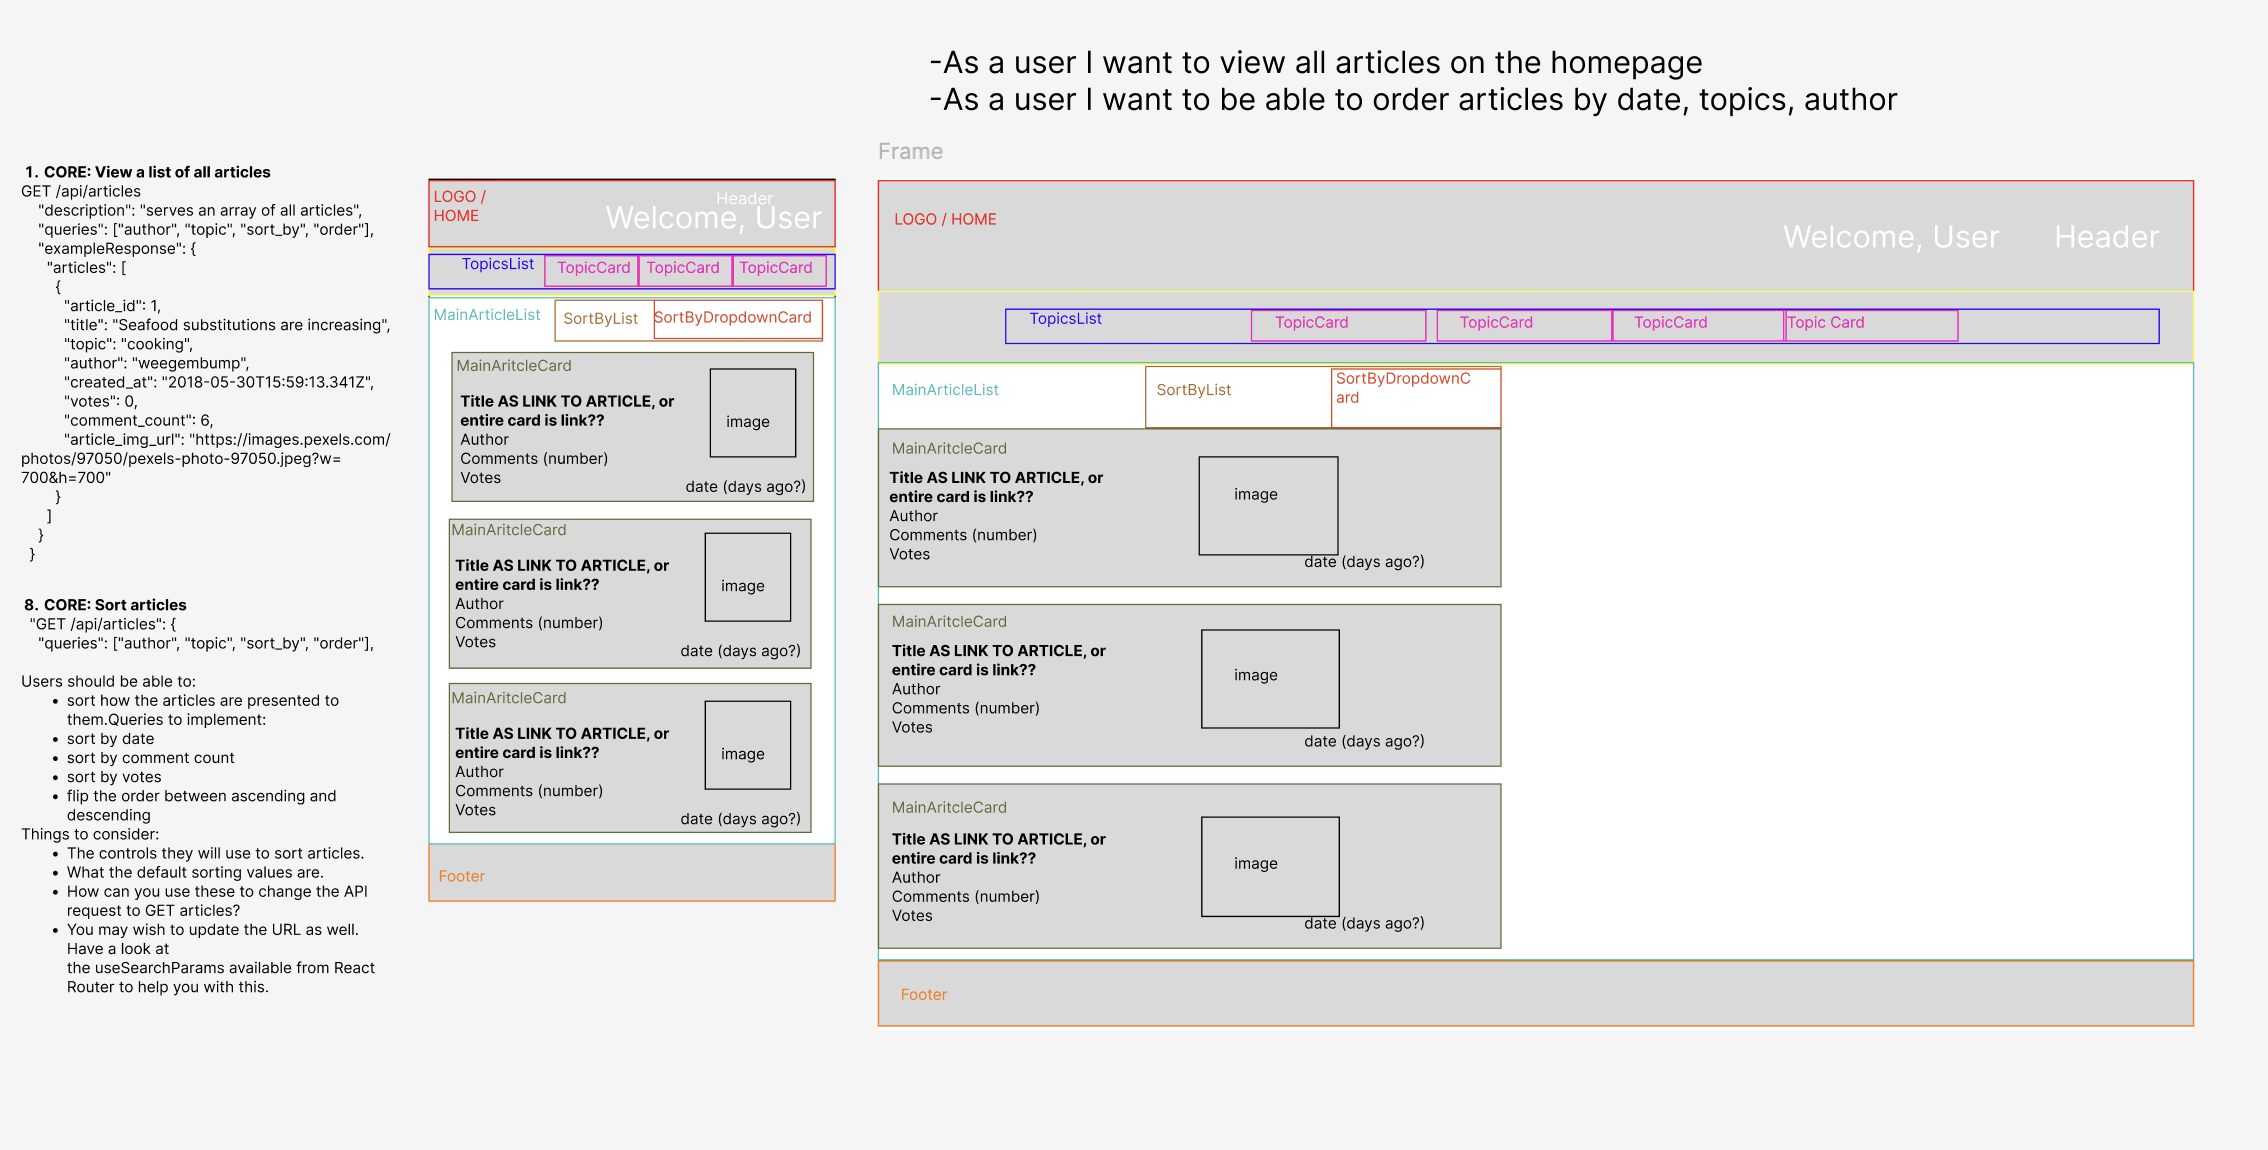 -As a user I want to view all articles on the homepage
-As a user I want to be able to order articles by date, topics, author
1. CORE: View a list of all articles
GET /api/articles
"description": "serves an array of all articles",
"queries": ["author", "topic", "sort_by", "order"],
"exampleResponse": {
"articles": [
{
"article_id": 1,
"title": "Seafood substitutions are increasing",
"topic": "cooking",
"author": "weegembump",
"created_at": "2018-05-30T15:59:13.341Z",
"votes": 0,
"comment_count": 6,
"article_img_url": "https://images.pexels.com/
photos/97050/pexels-photo-97050.jpeg?w=
700&h=700"
}
]
}
}
8. CORE: Sort articles
"GET /api/articles": {
"queries": ["author", "topic", "sort_by", "order"],
Users should be able to:
• sort how the articles are presented to
them.Queries to implement:
• sort by date
• sort by comment count
• sort by votes
• flip the order between ascending and
descending
Things to consider:
• The controls they will use to sort articles.
• What the default sorting values are.
• How can you use these to change the API
request to GET articles?
• You may wish to update the URL as well.
Have a look at
the useSearchParams available from React
Router to help you with this.
LOGO /
HOME
Header
Welcome, User
TopicsList
TopicCard
TopicCard
TopicCard
MainArticleList
SortByList
SortByDropdownCard
MainAritcleCard
Title AS LINK TO ARTICLE, or
entire card is link??
Author
Comments (number)
Votes
image
date (days ago?)
MainAritcleCard
Title AS LINK TO ARTICLE, or
entire card is link??
Author
Comments (number)
Votes
image
date (days ago?)
MainAritcleCard
Title AS LINK TO ARTICLE, or
entire card is link??
Author
Comments (number)
Votes
image
date (days ago?)
Footer
Frame
LOGO / HOME
Welcome, User
Header
TopicsList
TopicCard
TopicCard
TopicCard
Topic Card
MainArticleList
SortByList
SortByDropdownC
ard
MainAritcleCard
Title AS LINK TO ARTICLE, or
entire card is link??
Author
Comments (number)
Votes
image
date (days ago?)
MainAritcleCard
Title AS LINK TO ARTICLE, or
entire card is link??
Author
Comments (number)
Votes
image
date (days ago?)
MainAritcleCard
Title AS LINK TO ARTICLE, or
entire card is link??
Author
Comments (number)
Votes
image
date (days ago?)
Footer